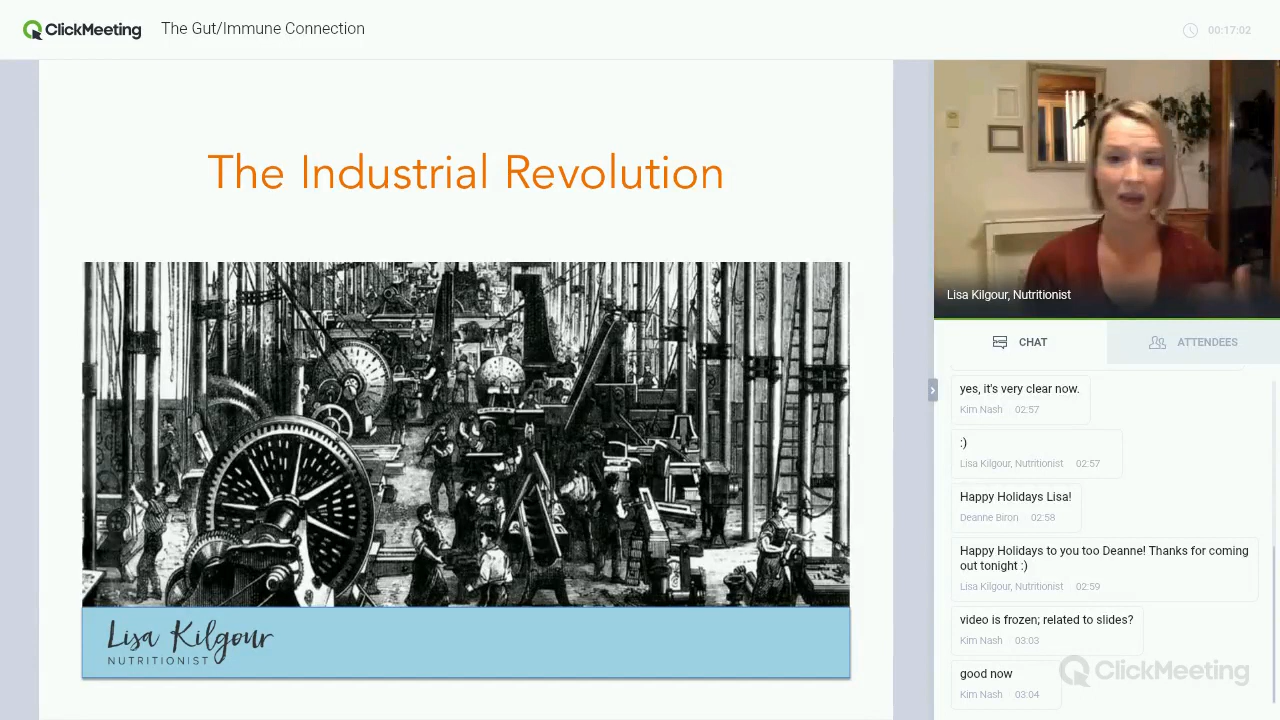 ClickMeeting
The Gut/Immune Connection
00:17:02
The Industrial Revolution
Lisa Kilgour
NUTRITIONIST
Lisa Kilgour, Nutritionist
CHAT
ATTENDEES
yes, it's very clear now.
Kim Nash 02:57
:)
Lisa Kilgour, Nutritionist 02:57
Happy Holidays Lisa!
Deanne Biron 02:58
Happy Holidays to you too Deanne! Thanks for coming
out tonight :)
Lisa Kilgour, Nutritionist 02:59
video is frozen; related to slides?
Kim Nash 03:03
good now
Kim Nash 03:04
ClickMeeting